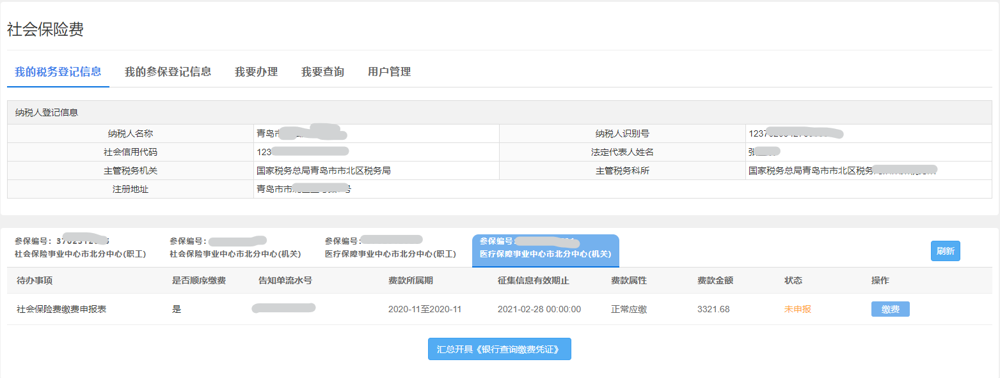 社会保险费
我的税务登记信息 我的参保登记信息 我要办理 我要查询 用户管理
纳税人登记信息
纳税人名称 青岛市 纳税人识别号
社会信用代码 123 法定代表人姓名 张
主管税务机关 国家税务总局青岛市市北区税务局 主管税务科所 国家税务总局青岛市市北区税务
注册地址 青岛市市 号
参保编号: 参保编号: 参保编号: 参保编号:
社会保险事业中心市北分中心(职工) 社会保险事业中心市北分中心(机关) 医疗保障事业中心市北分中心(职工) 医疗保障事业中心市北分中心(机关)
刷新
待办事项 是否顺序缴费 告知单流水号 费款所属期 征集信息有效期止 费款属性 费款金额 状态 操作
社会保险费缴费申报表 是 2020-11至2020-11 2021-02-28 00:00:00 正常应缴 3321.68 未申报 缴费
汇总开具《银行查询缴费凭证》